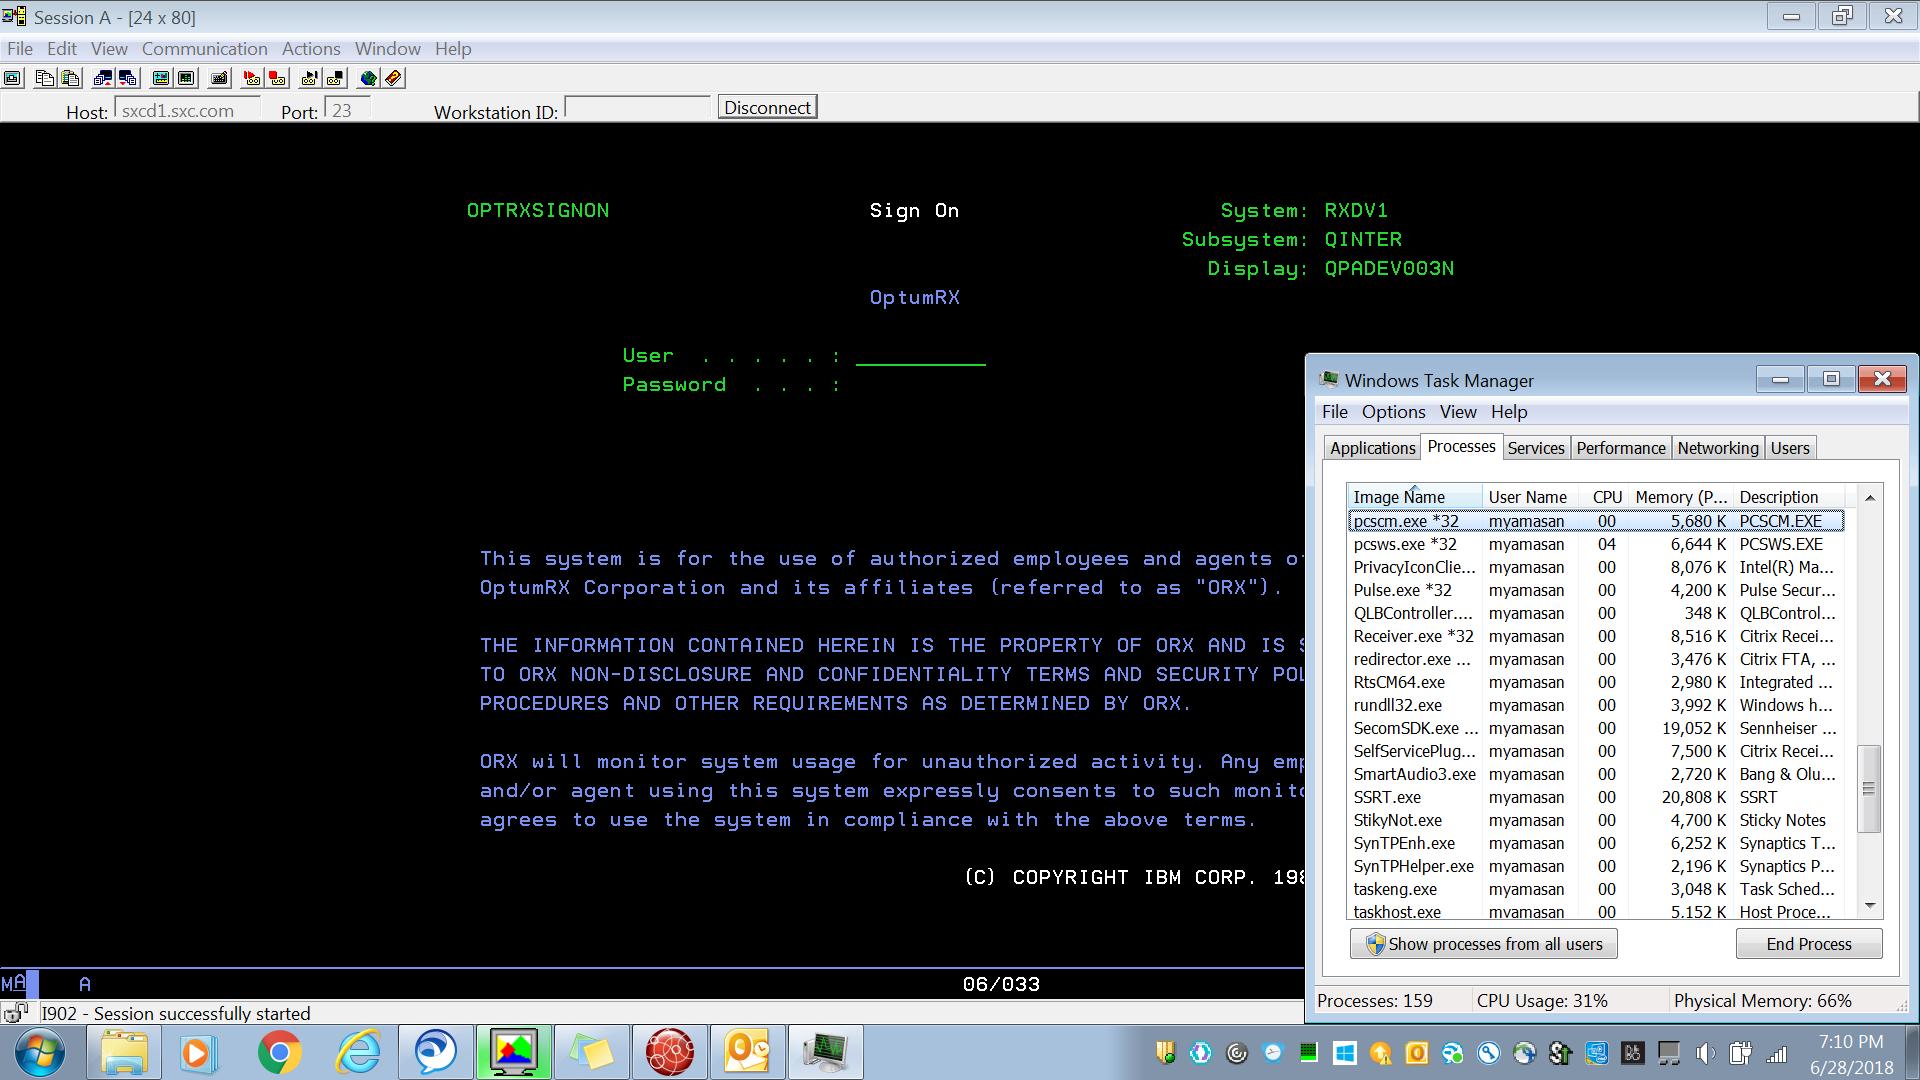 Session A - [24 x 80]
File Edit View Communication Actions Window Help
Host: sxcd1.sxc.com Port: 23 Workstation ID: Disconnect
OPTRXSIGNON Sign On System: RXDV1
Subsystem: QINTER
Display: QPADEV003N
OptumRX
User . . . . . :
Password . . . :
This system is for the use of authorized employees and agents
OptumRX Corporation and its affiliates (referred to as "ORX").
THE INFORMATION CONTAINED HEREIN IS THE PROPERTY OF ORX AND IS
TO ORX NON-DISCLOSURE AND CONFIDENTIALITY TERMS AND SECURITY
PROCEDURES AND OTHER REQUIREMENTS AS DETERMINED BY ORX.
ORX will monitor system usage for unauthorized activity. Any
and/or agent using this system expressly consents to such
agrees to use the system in compliance with the above terms.
(C) COPYRIGHT IBM CORP.
MA A 06/033
I902 - Session successfully started
Windows Task Manager
File Options View Help
Applications Processes Services Performance Networking Users
Image Name User Name CPU Memory (P... Description
pcscm.exe *32 myamasan 00 5,680 K PCSCM.EXE
pcsws.exe *32 myamasan 04 6,644 K PCSWS.EXE
PrivacyIconClie... myamasan 00 8,076 K Intel(R) Ma...
Pulse.exe *32 myamasan 00 4,200 K Pulse Secur...
QLBController.... myamasan 00 348 K QLBControl...
Receiver.exe *32 myamasan 00 8,516 K Citrix Recei...
redirector.exe ... myamasan 00 3,476 K Citrix FTA, ...
RtsCM64.exe myamasan 00 2,980 K Integrated ...
rundll32.exe myamasan 00 3,992 K Windows h...
SecomSDK.exe ... myamasan 00 19,052 K Sennheiser ...
SelfServicePlug... myamasan 00 7,500 K Citrix Recei...
SmartAudio3.exe myamasan 00 2,720 K Bang & Olu...
SSRT.exe myamasan 00 20,808 K SSRT
StikyNot.exe myamasan 00 4,700 K Sticky Notes
SynTPEnh.exe myamasan 00 6,252 K Synaptics T...
SynTPHelper.exe myamasan 00 2,196 K Synaptics P...
taskeng.exe myamasan 00 3,048 K Task Sched...
taskhost.exe myamasan 00 5,152 K Host Proce...
Show processes from all users End Process
Processes: 159 CPU Usage: 31% Physical Memory: 66%
7:10 PM
6/28/2018